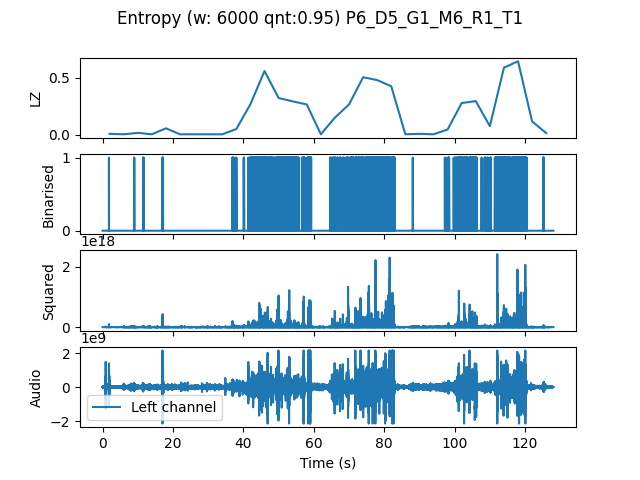 Entropy (w: 6000 qnt:0.95) P6_D5_G1_M6_R1_T1
0.5
0.0
LZ
1
0
Binarised
1e18
2
0
Squared
1e9
2
0
−2
Audio
Left channel
0 20 40 60 80 100 120
Time (s)